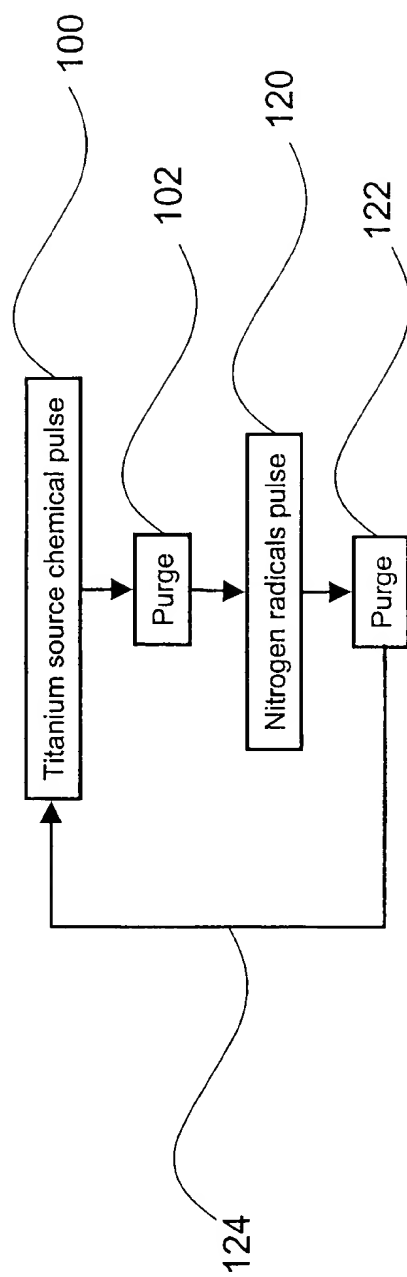 Titanium source chemical pulse
100
Purge
102
Nitrogen radicals pulse
120
Purge
122
124